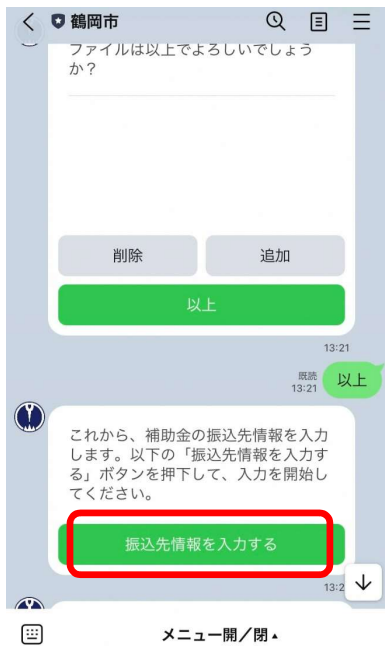 鶴岡市
ファイルは以上でよろしいでしょう
か？
削除
追加
以上
13:21
既読
13:21
以上
これから、補助金の振込先情報を入力
します。以下の「振込先情報を入力す
る」ボタンを押下して、入力を開始し
てください。
振込先情報を入力する
13:2
メニュー開／閉▴